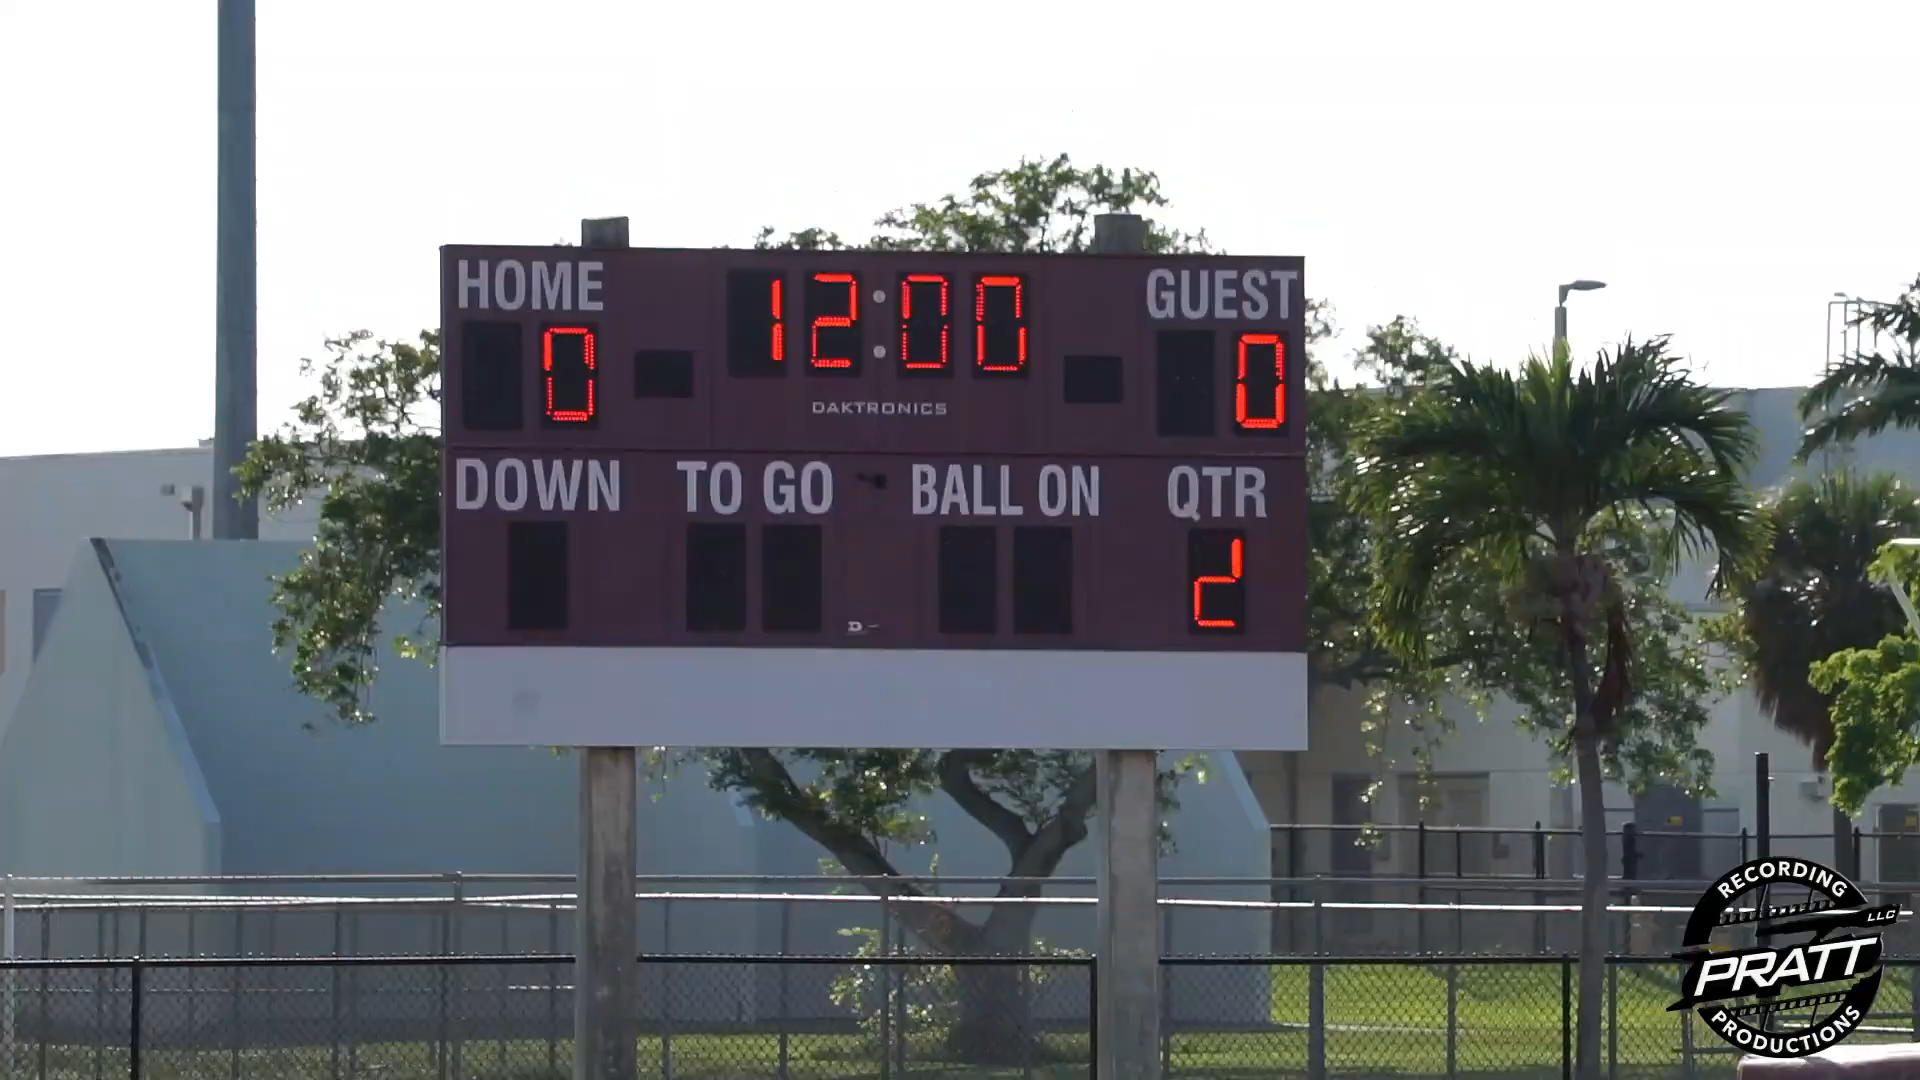 HOME 12:00 GUEST
0 0
DAKTRONICS
DOWN TO GO BALL ON QTR
2
D
RECORDING
LLC
PRATT
PRODUCTIONS